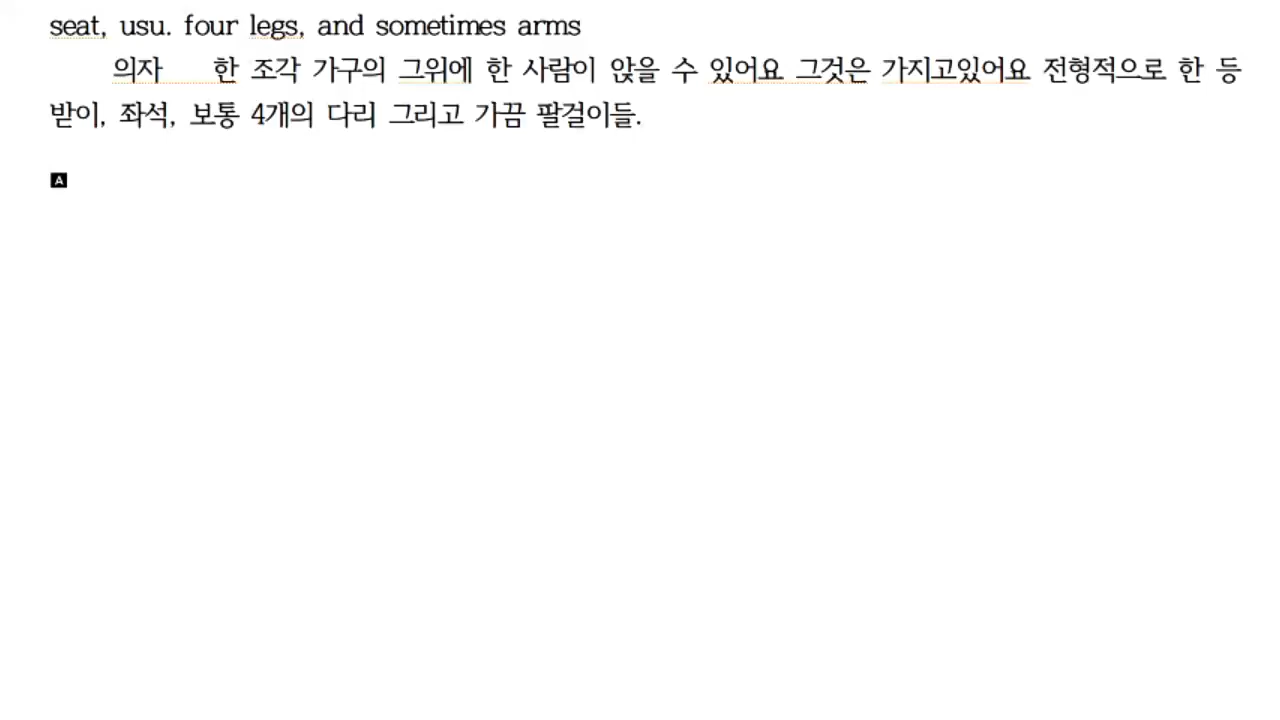 seat, usu. four legs, and sometimes arms
의자 한 조각 가구의 그위에 한 사람이 앉을 수 있어요 그것은 가지고있어요 전형적으로 한 등
받이, 좌석, 보통 4개의 다리 그리고 가끔 팔걸이들.
A